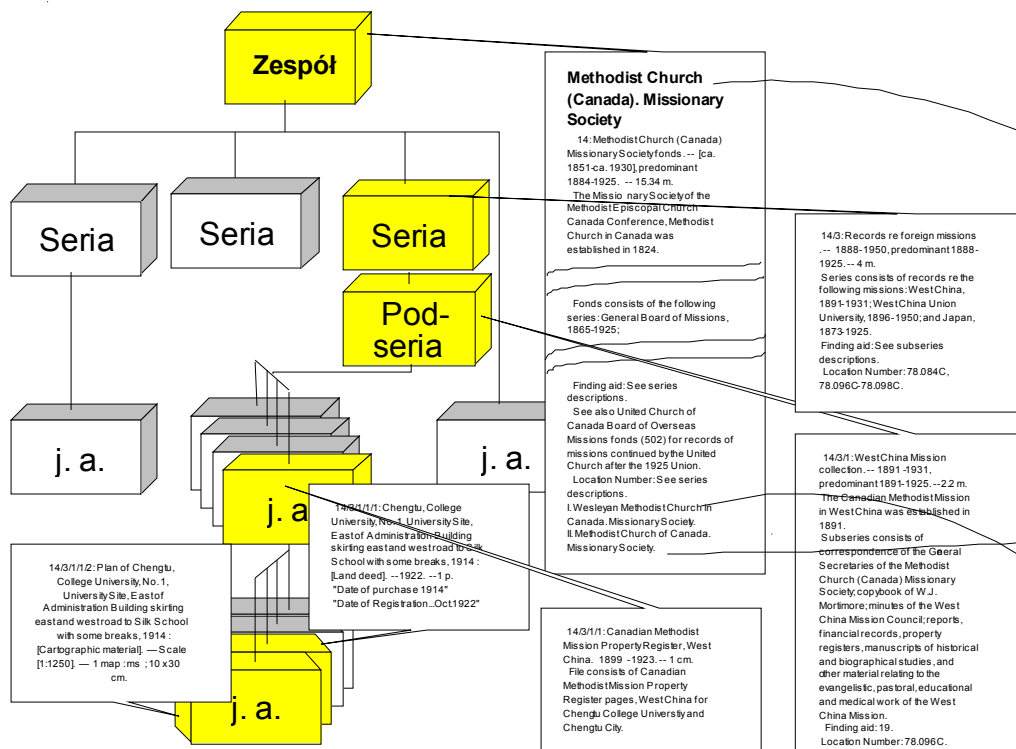 Zespół
Seria
Seria
Seria
Pod-
seria
j. a.
j. a
j. a.
j. a.
Methodist Church
(Canada). Missionary
Society
14: Methodist Church (Canada)
Missionary Society fonds. -- [ca.
1851-ca. 1930], predominant
1884-1925. -- 15.34 m.
The Missio nary Society of the
Methodist Episcopal Church
Canada Conference, Methodist
Church in Canada was
established in 1824.
Fonds consists of the following
series: General Board of Missions,
1865-1925;
Finding aid: See series
descriptions.
See also United Church of
Canada Board of Overseas
Missions fonds (502) for records of
missions continued by the United
Church after the 1925 Union.
Location Number: See series
descriptions.
I. Wesleyan Methodist Church in
Canada. Missionary Society.
II. Methodist Church of Canada.
Missionary Society.
14/3: Records re foreign missions
.-- 1888-1950, predominant 1888-
1925. -- 4 m.
Series consists of records re the
following missions: West China,
1891-1931; West China Union
University, 1896-1950; and Japan,
1873-1925.
Finding aid: See subseries
descriptions.
Location Number: 78.084C,
78.096C-78.098C.
14/3/1: West China Mission
collection. -- 1891 -1931,
predominant 1891-1925. --2.2 m.
The Canadian Methodist Mission
in West China was established in
1891.
Subseries consists of
correspondence of the General
Secretaries of the Methodist
Church (Canada) Missionary
Society; copybook of W.J.
Mortimore; minutes of the West
China Mission Council; reports,
financial records, property
registers, manuscripts of historical
and biographical studies, and
other material relating to the
evangelistic, pastoral, educational
and medical work of the West
China Mission.
Finding aid: 19.
Location Number: 78.096C.
14/3/1/1/1: Chengtu, College
University, No. 1 University Site,
East of Administration Building
skirting east and west road to Silk
School with some breaks, 1914 :
[Land deed]. --1922. --1 p.
"Date of purchase 1914"
"Date of Registration...Oct.1922"
14/3/1/1/2: Plan of Chengtu,
College University, No. 1,
University Site, East of
Administration Building skirting
east and west road to Silk School
with some breaks, 1914 :
[Cartographic material]. — Scale
[1:1250]. — 1 map : ms ; 10 x 30
cm.
14/3/1/1: Canadian Methodist
Mission Property Register, West
China. 1899 -1923. -- 1 cm.
File consists of Canadian
Methodist Mission Property
Register pages, West China for
Chengtu College Universtiy and
Chengtu City.